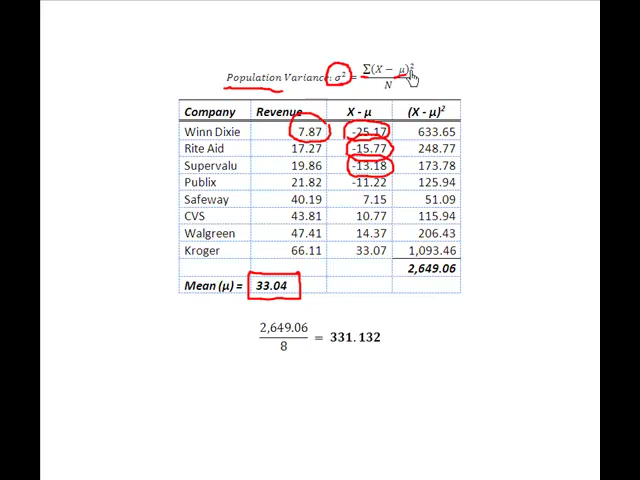 Population Variance: σ² = Σ(X − μ)² / N
Company Revenue X - μ (X - μ)²
Winn Dixie 7.87 -25.17 633.65
Rite Aid 17.27 -15.77 248.77
Supervalu 19.86 -13.18 173.78
Publix 21.82 -11.22 125.94
Safeway 40.19 7.15 51.09
CVS 43.81 10.77 115.94
Walgreen 47.41 14.37 206.43
Kroger 66.11 33.07 1,093.46
2,649.06
Mean (μ) = 33.04
2,649.06 / 8 = 331.132